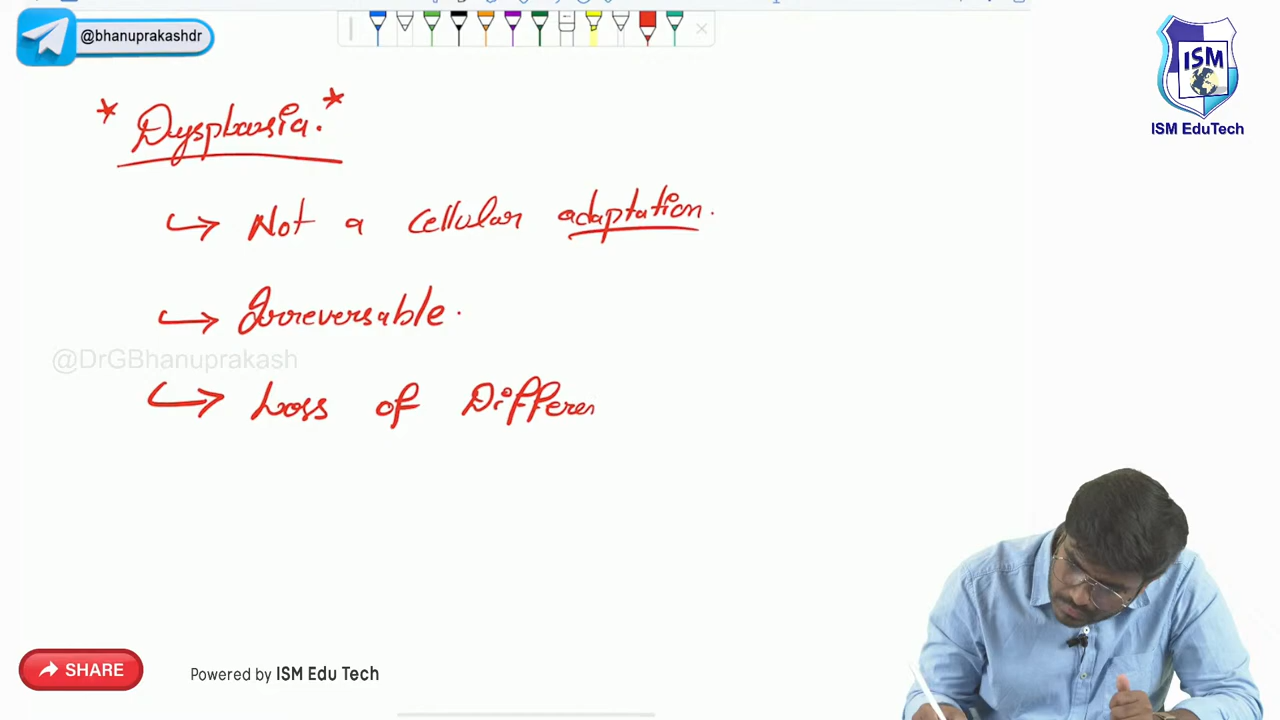 @bhanuprakashdr
ISM
ISM EduTech
* Dysplasia. *
↪ Not a cellular adaptation.
↪ Irreversable.
@DrGBhanuprakash
↪ Loss of Differen
SHARE
Powered by ISM Edu Tech